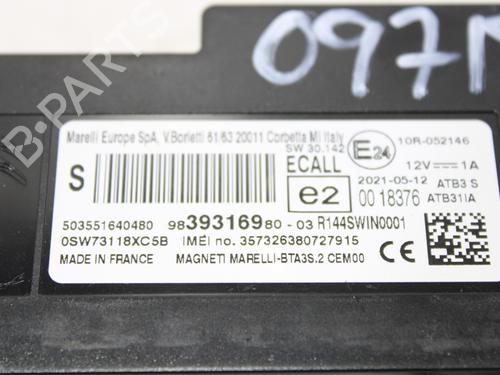 097M
Marelli Europe SpA, V.Borletti 61/63 20011 Corbetta MI Italy
SW 30.142
ECALL
E24
10R-052146
12V 1A
S
e2
2021-05-12 ATB3 S
00 18376 ATB31IA
503551640480 9839316980 - 03 R144SWIN0001
0SW73118XC5B IMEI no. 357326380727915
MADE IN FRANCE MAGNETI MARELLI-BTA3S.2 CEM00
B-PARTS